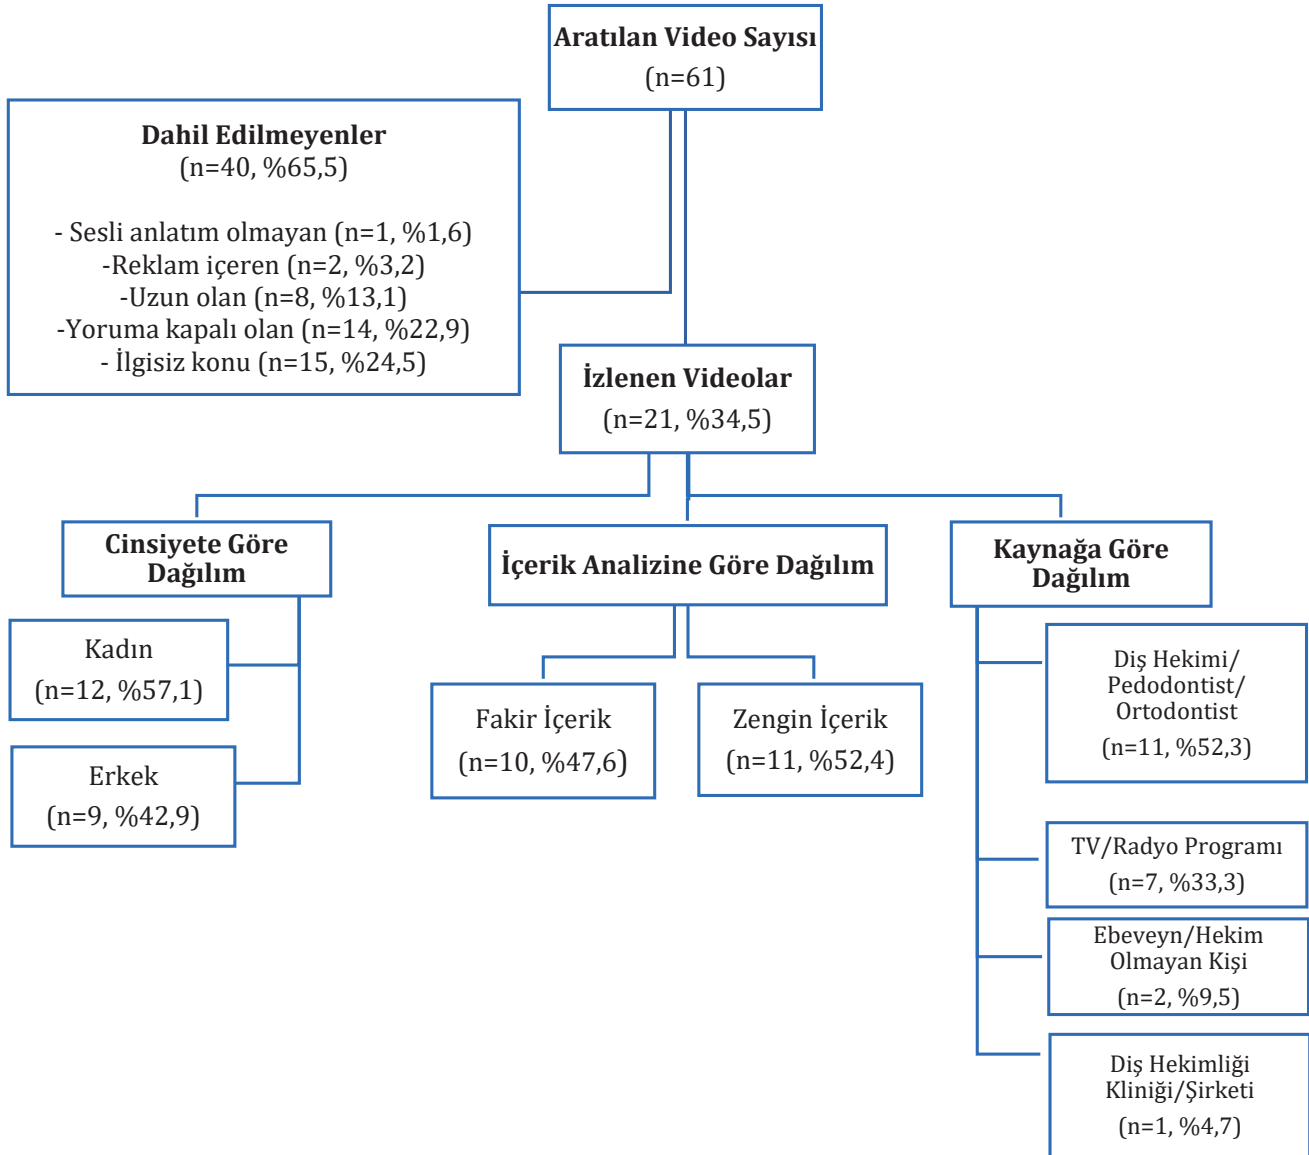 Aratılan Video Sayısı
(n=61)
Dahil Edilmeyenler
(n=40, %65,5)
- Sesli anlatım olmayan (n=1, %1,6)
-Reklam içeren (n=2, %3,2)
-Uzun olan (n=8, %13,1)
-Yoruma kapalı olan (n=14, %22,9)
- İlgisiz konu (n=15, %24,5)
İzlenen Videolar
(n=21, %34,5)
Cinsiyete Göre
Dağılım
Kadın
(n=12, %57,1)
Erkek
(n=9, %42,9)
İçerik Analizine Göre Dağılım
Fakir İçerik
(n=10, %47,6)
Zengin İçerik
(n=11, %52,4)
Kaynağa Göre
Dağılım
Diş Hekimi/
Pedodontist/
Ortodontist
(n=11, %52,3)
TV/Radyo Programı
(n=7, %33,3)
Ebeveyn/Hekim
Olmayan Kişi
(n=2, %9,5)
Diş Hekimliği
Kliniği/Şirketi
(n=1, %4,7)